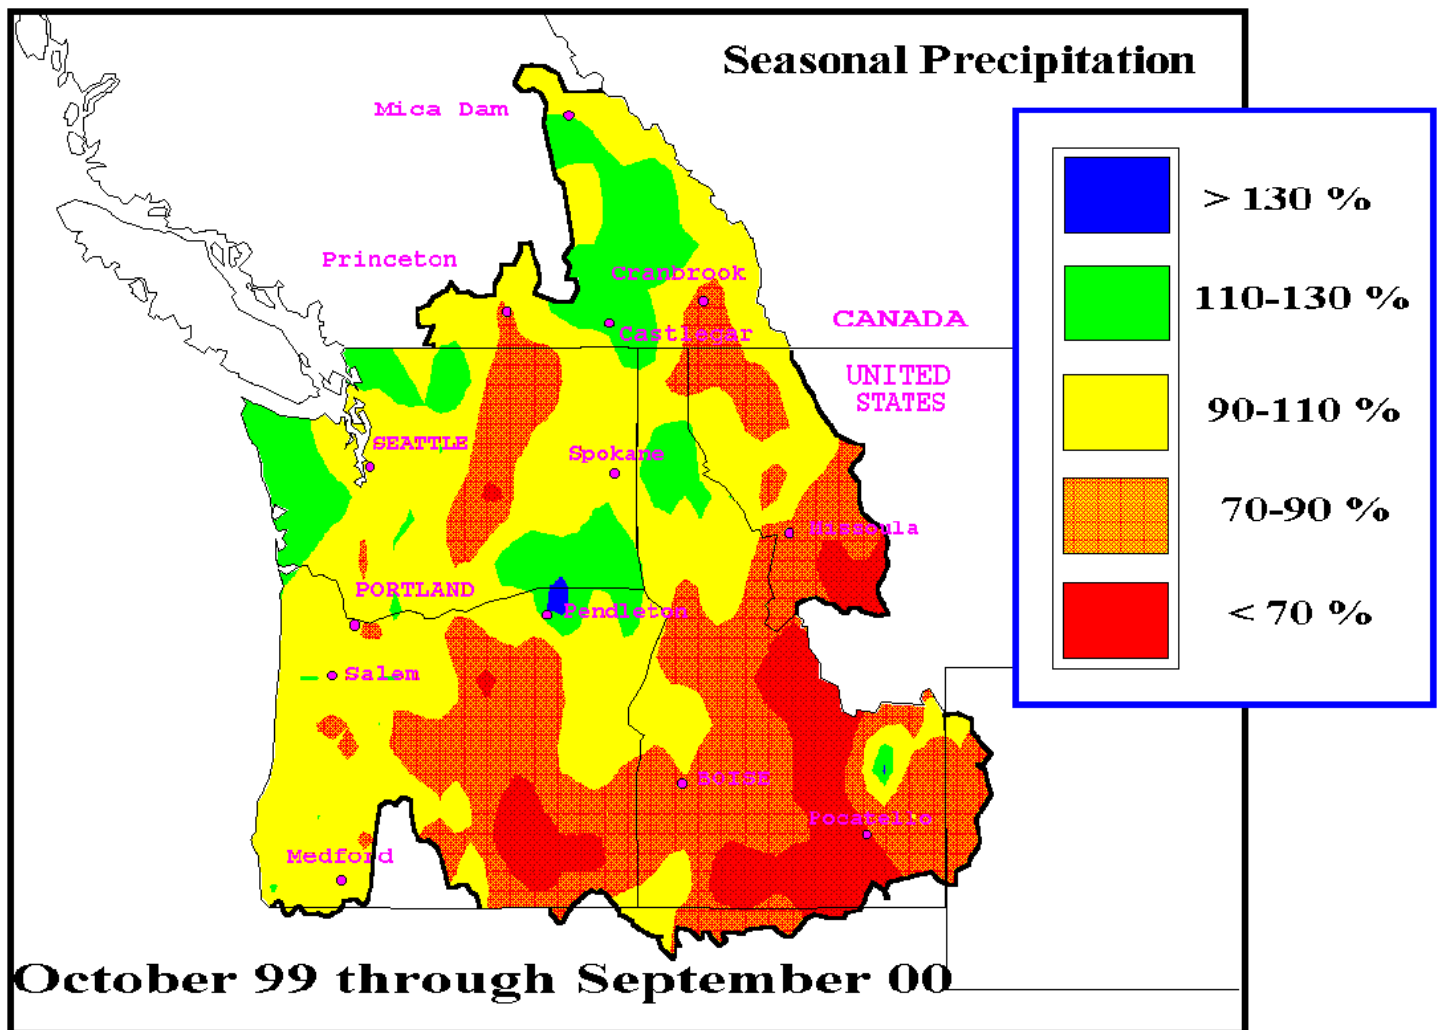 Seasonal Precipitation
Mica Dam
> 130 %
Princeton
Cranbrook
110-130 %
CANADA
Castlegar
UNITED
STATES
90-110 %
SEATTLE
Spokane
70-90 %
Missoula
PORTLAND
Pendleton
< 70 %
Salem
BOISE
Pocatello
Medford
October 99 through September 00